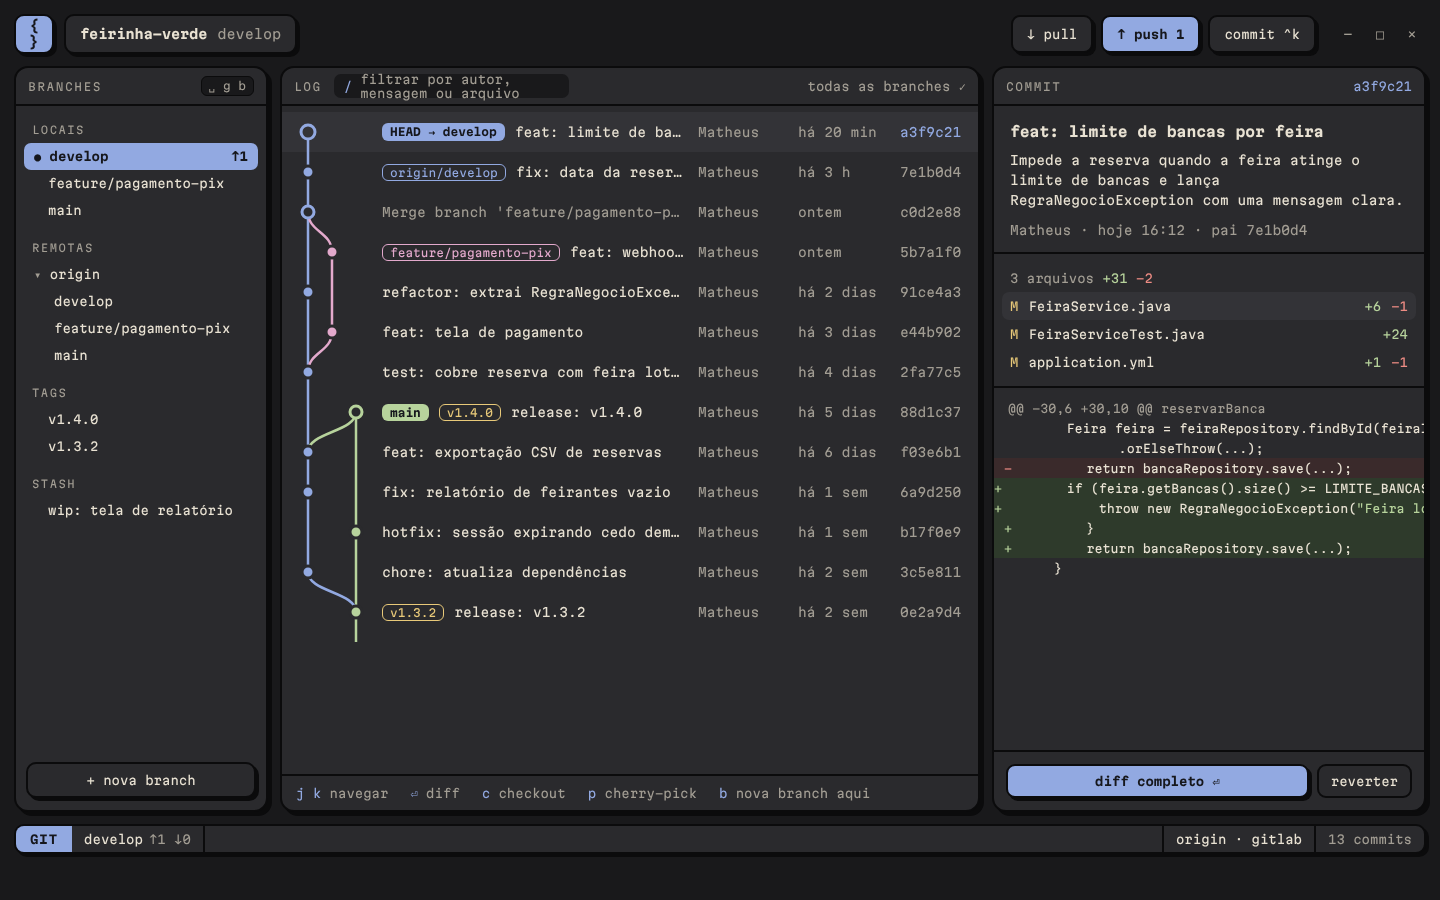 {
}
feirinha-verde develop
↓ pull
↑ push 1
commit ^k
− □ ×
BRANCHES
␣ g b
LOCAIS
● develop ↑1
feature/pagamento-pix
main
REMOTAS
▾ origin
develop
feature/pagamento-pix
main
TAGS
v1.4.0
v1.3.2
STASH
wip: tela de relatório
+ nova branch
LOG
/ filtrar por autor,
mensagem ou arquivo
todas as branches ✓
HEAD → develop feat: limite de ba… Matheus há 20 min a3f9c21
origin/develop fix: data da reser… Matheus há 3 h 7e1b0d4
Merge branch 'feature/pagamento-p… Matheus ontem c0d2e88
feature/pagamento-pix feat: webhoo… Matheus ontem 5b7a1f0
refactor: extrai RegraNegocioExce… Matheus há 2 dias 91ce4a3
feat: tela de pagamento Matheus há 3 dias e44b902
test: cobre reserva com feira lot… Matheus há 4 dias 2fa77c5
main v1.4.0 release: v1.4.0 Matheus há 5 dias 88d1c37
feat: exportação CSV de reservas Matheus há 6 dias f03e6b1
fix: relatório de feirantes vazio Matheus há 1 sem 6a9d250
hotfix: sessão expirando cedo dem… Matheus há 1 sem b17f0e9
chore: atualiza dependências Matheus há 2 sem 3c5e811
v1.3.2 release: v1.3.2 Matheus há 2 sem 0e2a9d4
j k navegar ⏎ diff c checkout p cherry-pick b nova branch aqui
COMMIT a3f9c21
feat: limite de bancas por feira
Impede a reserva quando a feira atinge o
limite de bancas e lança
RegraNegocioException com uma mensagem clara.
Matheus · hoje 16:12 · pai 7e1b0d4
3 arquivos +31 −2
M FeiraService.java +6 −1
M FeiraServiceTest.java +24
M application.yml +1 −1
@@ −30,6 +30,10 @@ reservarBanca
Feira feira = feiraRepository.findById(feiraI
.orElseThrow(...);
− return bancaRepository.save(...);
+ if (feira.getBancas().size() >= LIMITE_BANCAS
+ throw new RegraNegocioException("Feira lo
+ }
+ return bancaRepository.save(...);
}
diff completo ⏎
reverter
GIT develop ↑1 ↓0
origin · gitlab 13 commits